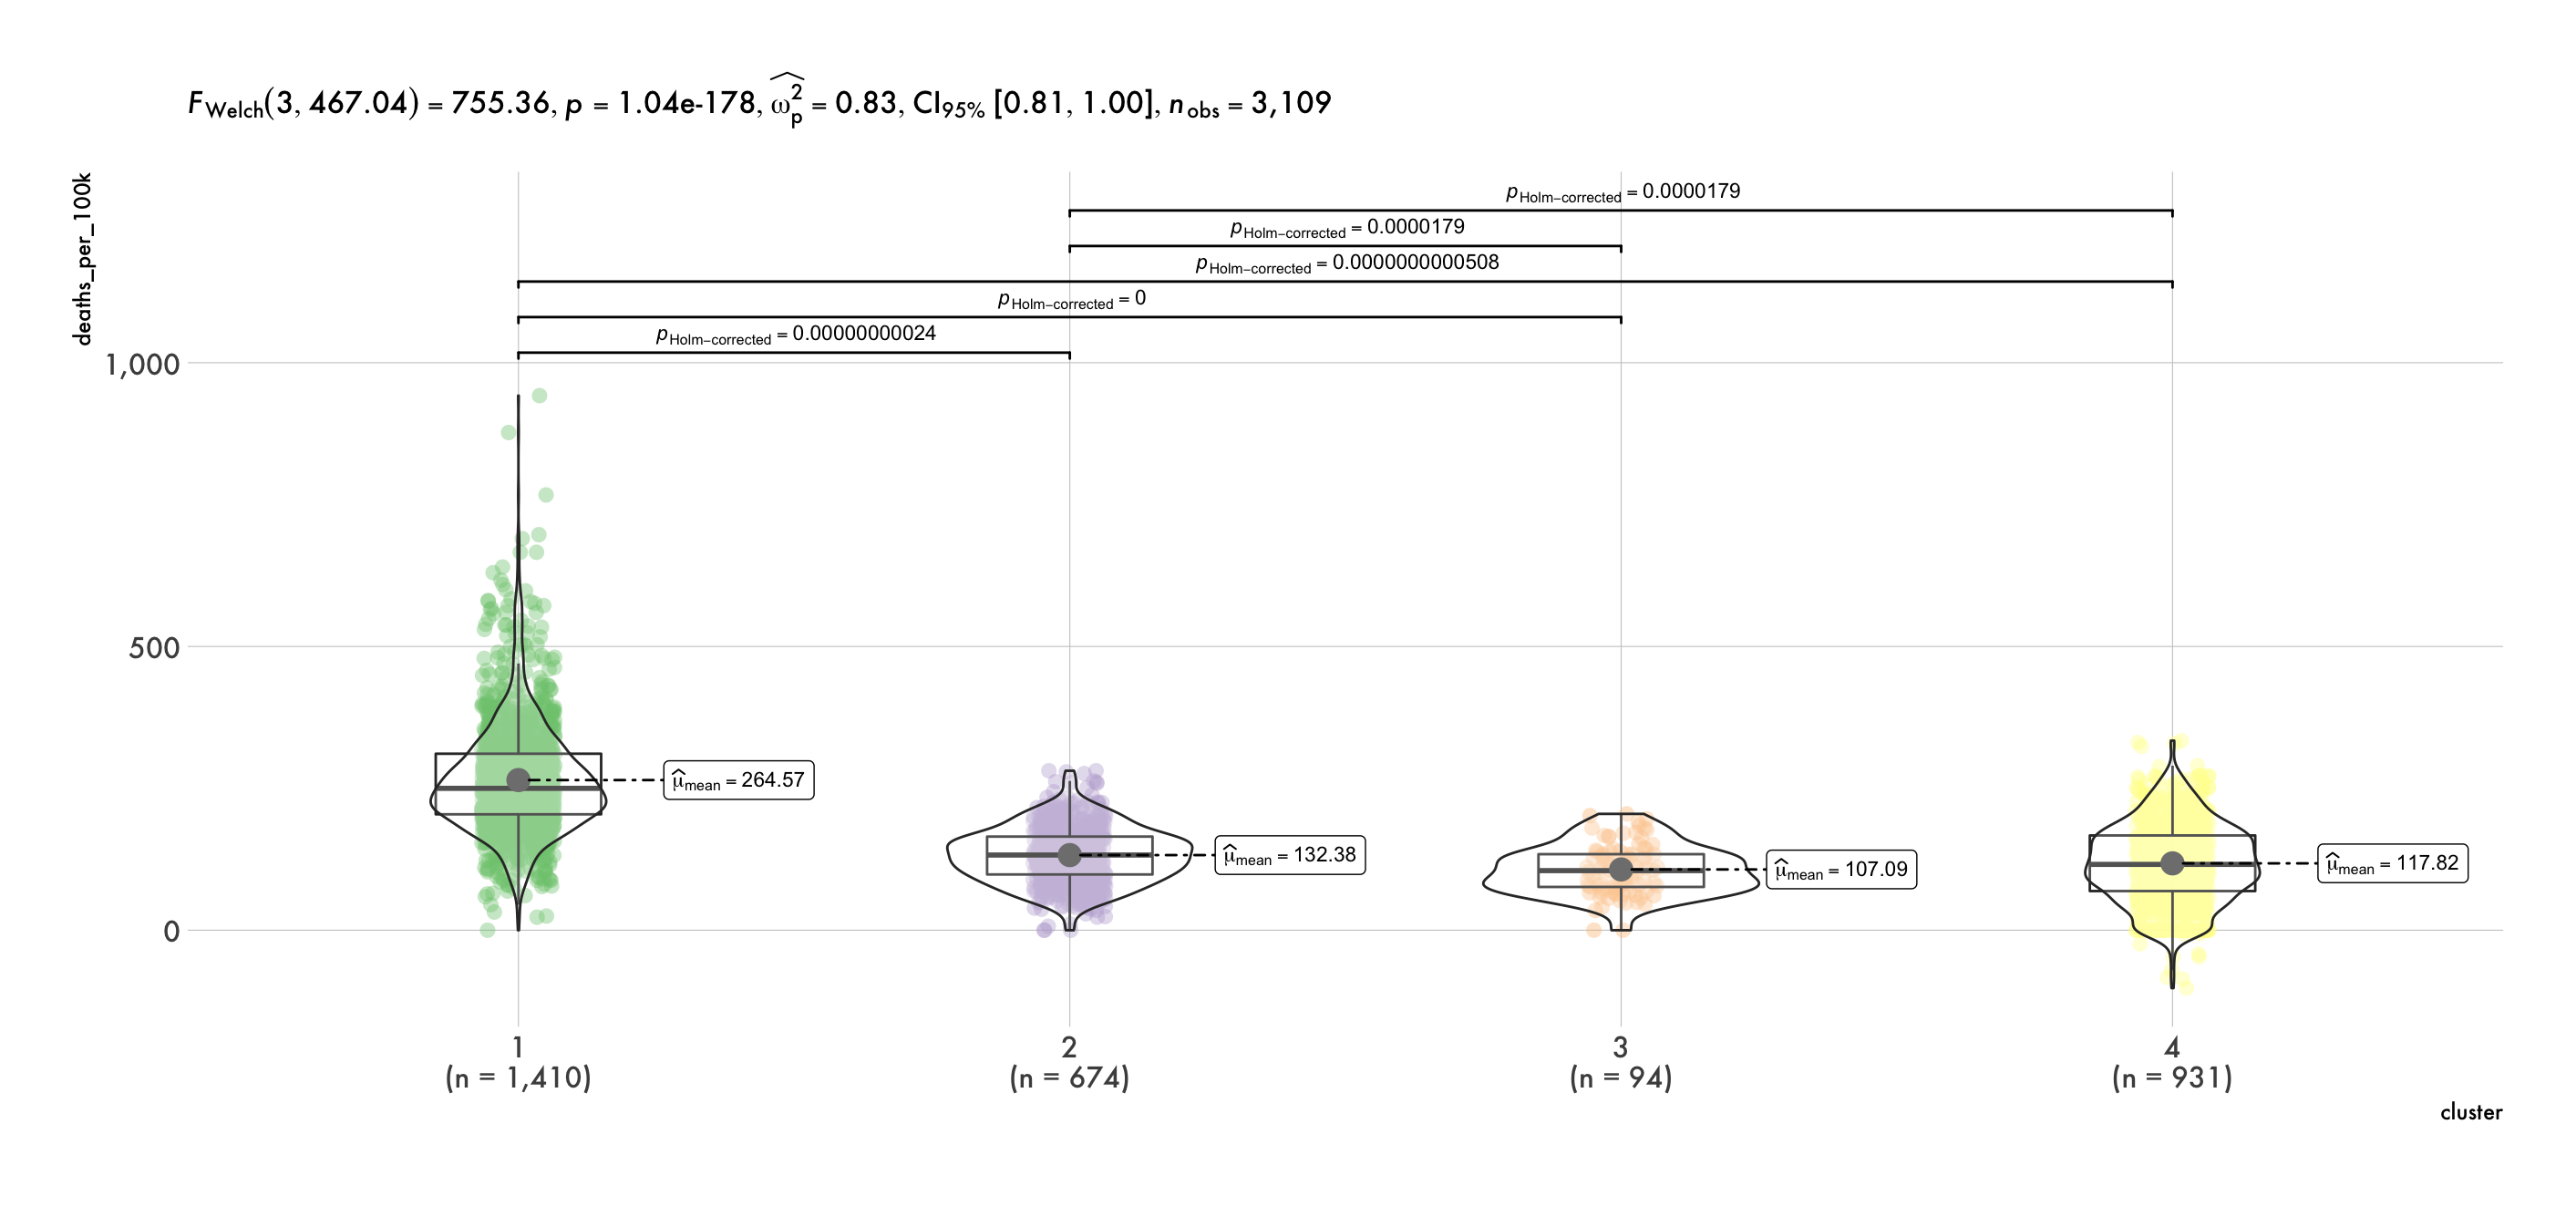 F Welch(3, 467.04) = 755.36, p = 1.04e-178, ω̂²p = 0.83, CI95% [0.81, 1.00], nobs = 3,109
deaths_per_100k
pHolm−corrected = 0.0000179
pHolm−corrected = 0.0000179
pHolm−corrected = 0.0000000000508
pHolm−corrected = 0
pHolm−corrected = 0.00000000024
1,000
500
0
μ̂mean = 264.57
μ̂mean = 132.38
μ̂mean = 107.09
μ̂mean = 117.82
1 2 3 4
(n = 1,410) (n = 674) (n = 94) (n = 931)
cluster